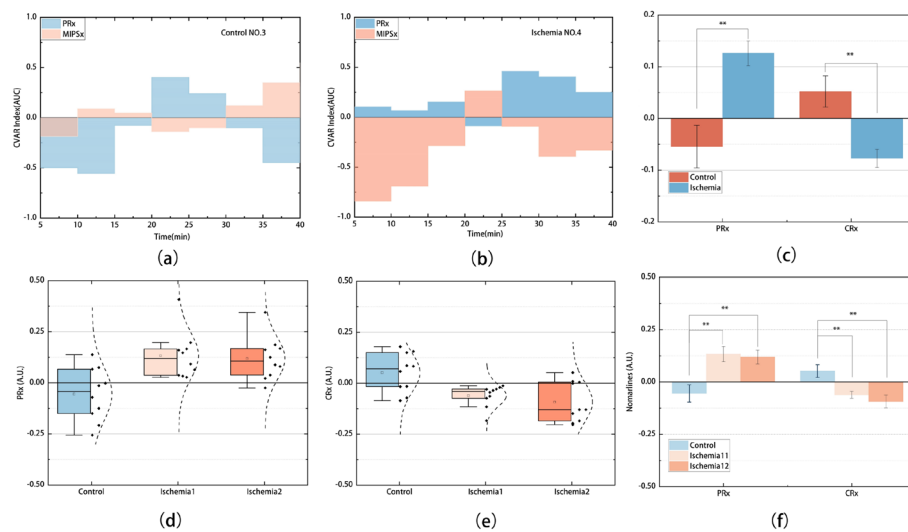 1.0
PRx
MIPSx
Control NO.3
0.5
0.0
-0.5
-1.0
CVAR Index(AUC)
5 10 15 20 25 30 35 40
Time(min)
(a)
1.0
PRx
MIPSx
Ischemia NO.4
0.5
0.0
-0.5
-1.0
CVAR Index(AUC)
5 10 15 20 25 30 35 40
Time(min)
(b)
0.2
**
**
0.1
0.0
-0.1
-0.2
Control
Ischemia
PRx CRx
(c)
0.50
0.25
0.00
-0.25
-0.50
PRx (A.U.)
Control Ischemia1 Ischemia2
(d)
0.50
0.25
0.00
-0.25
-0.50
CRx (A.U.)
Control Ischemia1 Ischemia2
(e)
0.50
** **
** **
0.25
0.00
-0.25
-0.50
Nomarlines (A.U.)
Control
Ischemia11
Ischemia12
PRx CRx
(f)